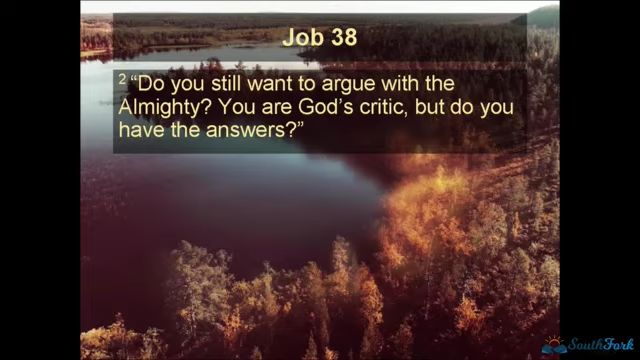 Job 38
2 “Do you still want to argue with the
Almighty? You are God’s critic, but do you
have the answers?”
SouthFork